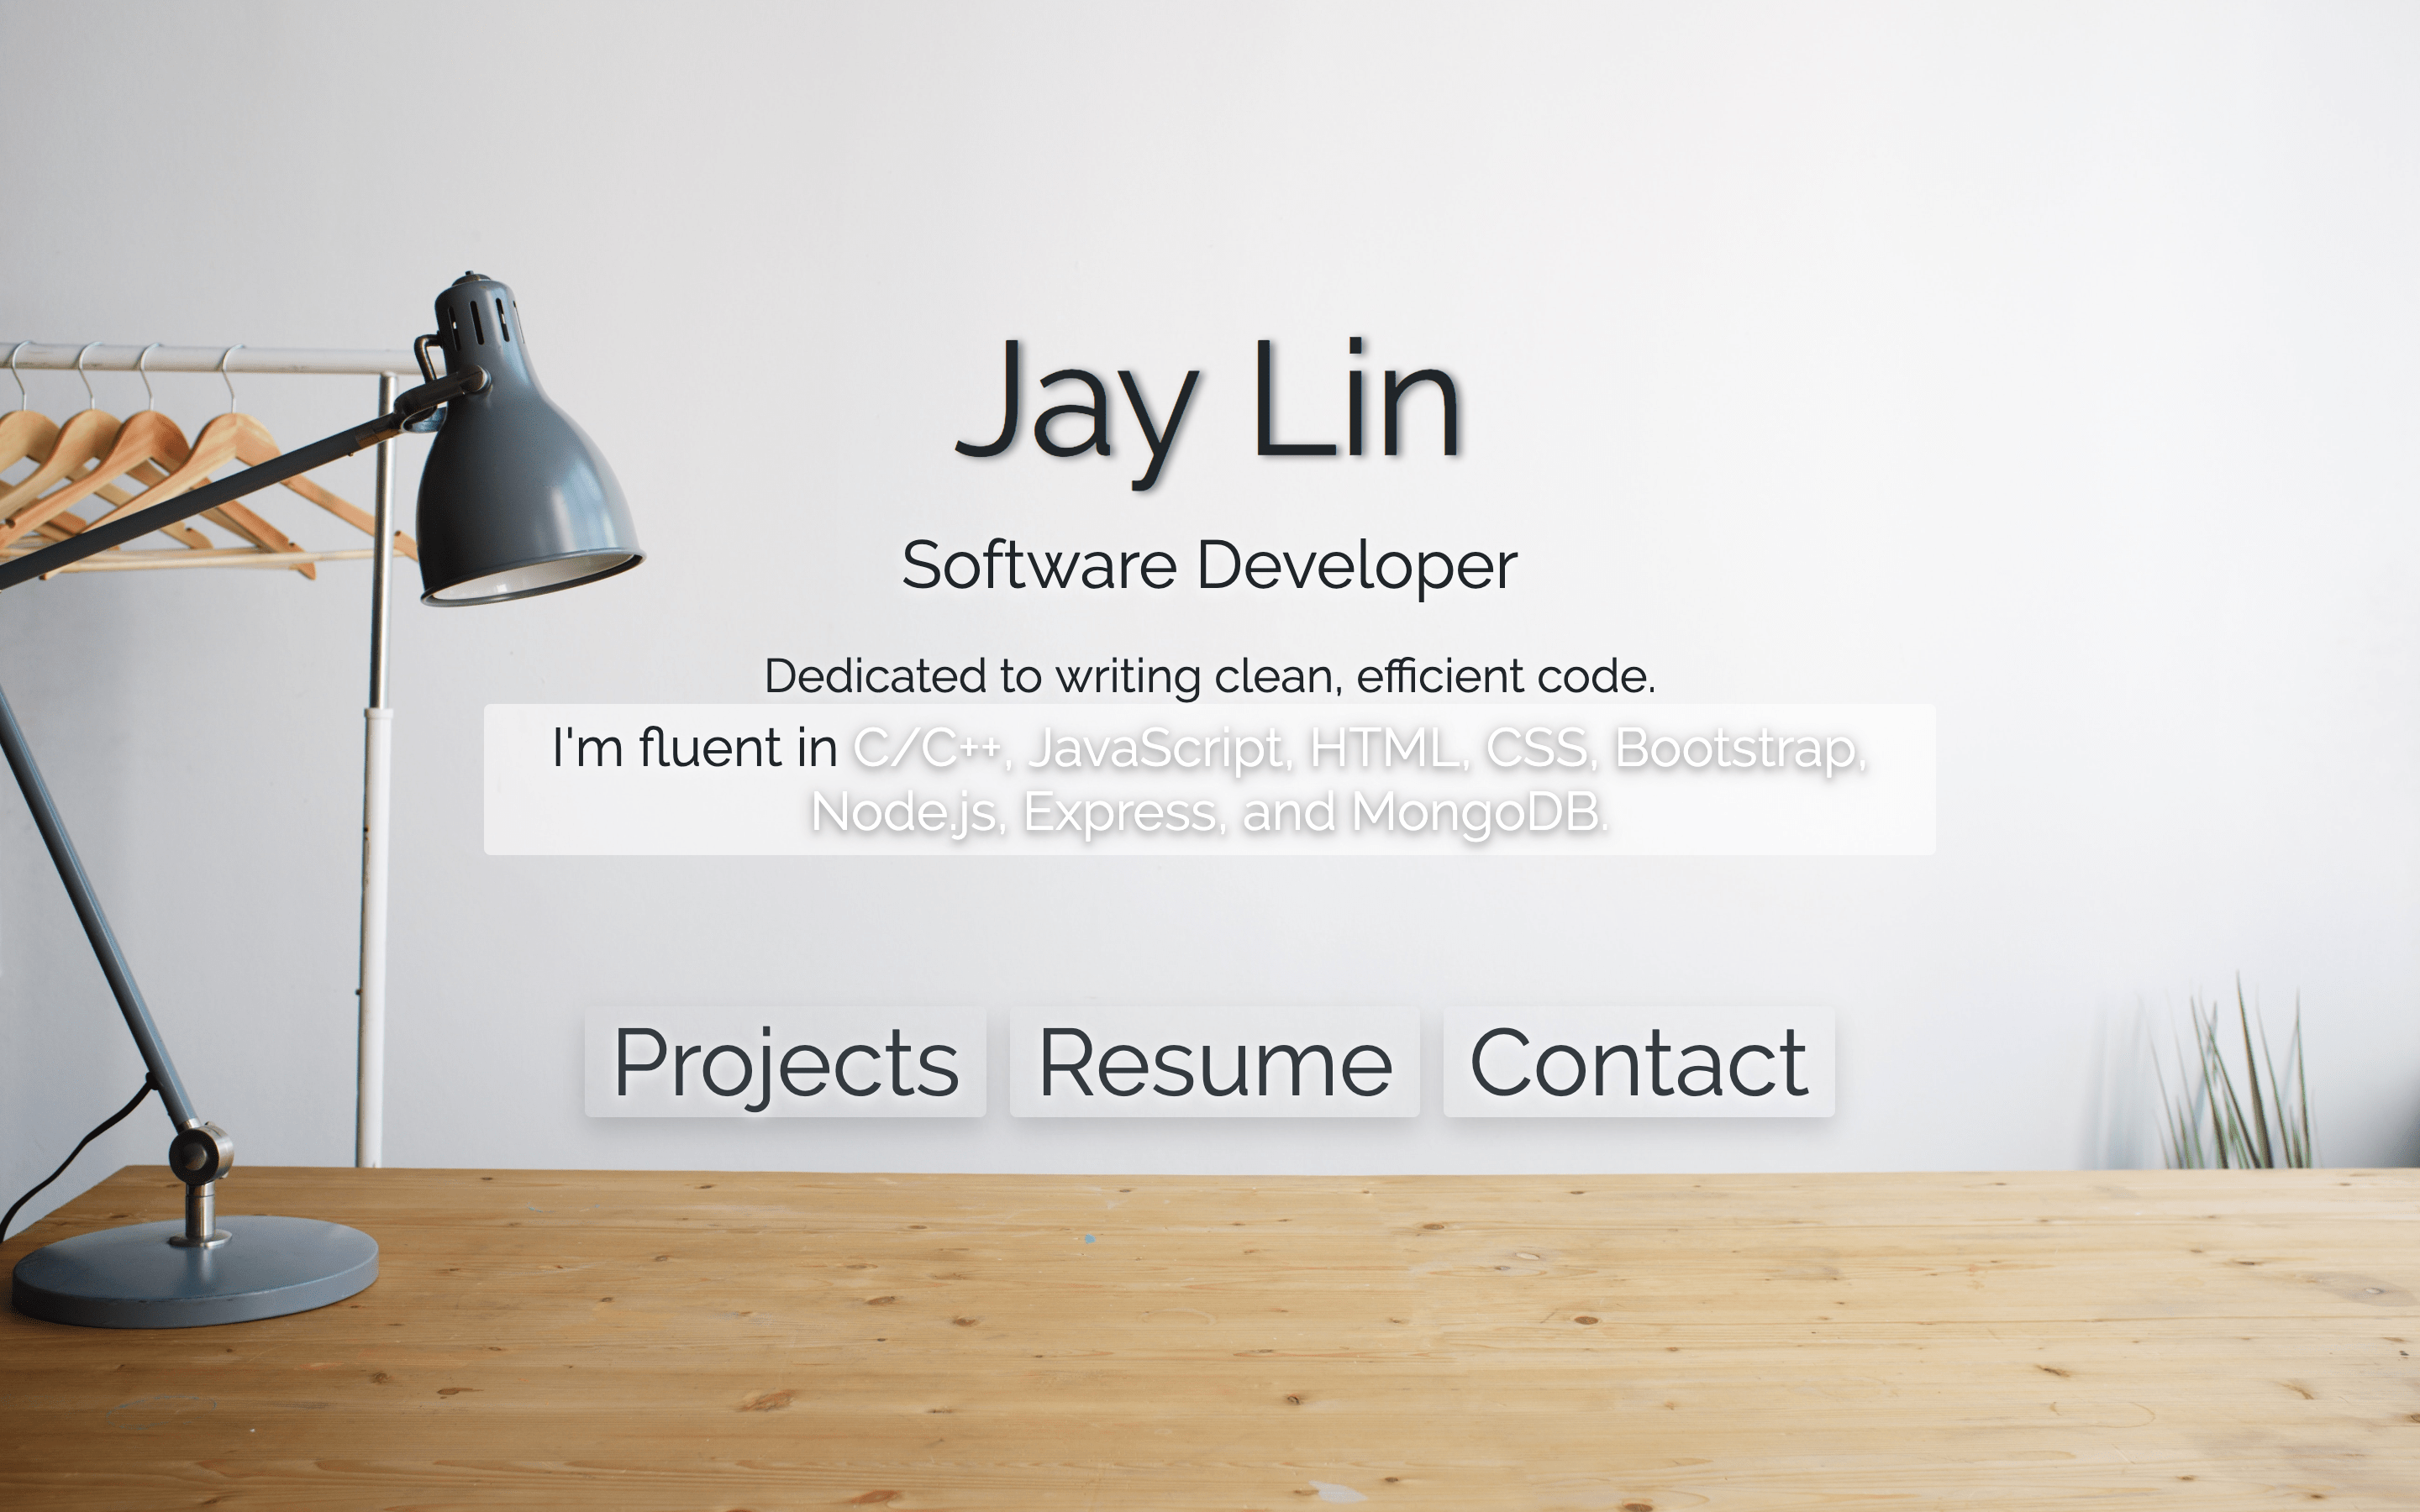 Jay Lin
Software Developer
Dedicated to writing clean, efficient code.
I'm fluent in C/C++, JavaScript, HTML, CSS, Bootstrap,
Node.js, Express, and MongoDB.
Projects Resume Contact